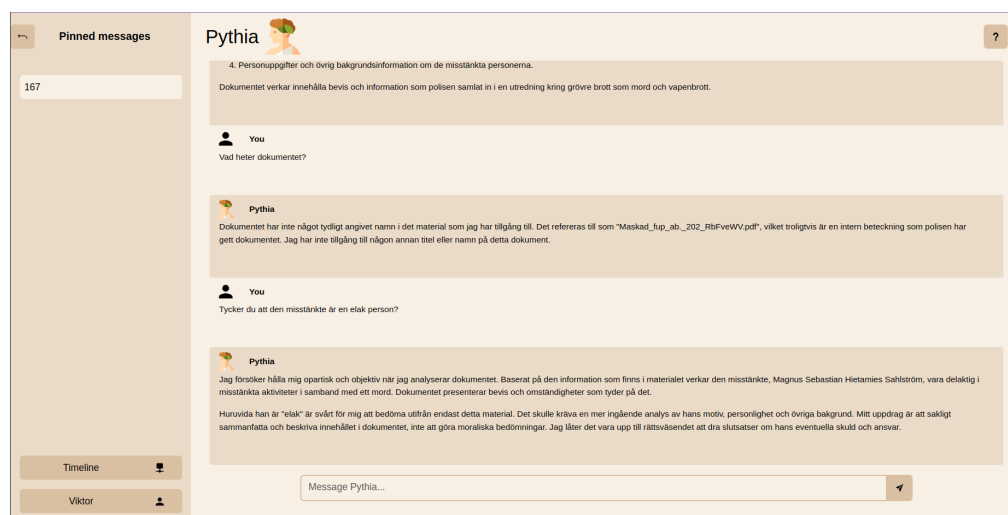 Pinned messages
167
Timeline
Viktor
Pythia
?
4. Personuppgifter och övrig bakgrundsinformation om de misstänkta personerna.
Dokumentet verkar innehålla bevis och information som polisen samlat in i en utredning kring grövre brott som mord och vapenbrott.
You
Vad heter dokumentet?
Pythia
Dokumentet har inte något tydligt angivet namn i det material som jag har tillgång till. Det refereras till som "Maskad_fup_ab._202_RbFveWV.pdf", vilket troligtvis är en intern beteckning som polisen har
gett dokumentet. Jag har inte tillgång till någon annan titel eller namn på detta dokument.
You
Tycker du att den misstänkte är en elak person?
Pythia
Jag försöker hålla mig opartisk och objektiv när jag analyserar dokumentet. Baserat på den information som finns i materialet verkar den misstänkte, Magnus Sebastian Hietamies Sahlström, vara delaktig i
misstänkta aktiviteter i samband med ett mord. Dokumentet presenterar bevis och omständigheter som tyder på det.
Huruvida han är "elak" är svårt för mig att bedöma utifrån endast detta material. Det skulle kräva en mer ingående analys av hans motiv, personlighet och övriga bakgrund. Mitt uppdrag är att sakligt
sammanfatta och beskriva innehållet i dokumentet, inte att göra moraliska bedömningar. Jag låter det vara upp till rättsväsendet att dra slutsatser om hans eventuella skuld och ansvar.
Message Pythia...